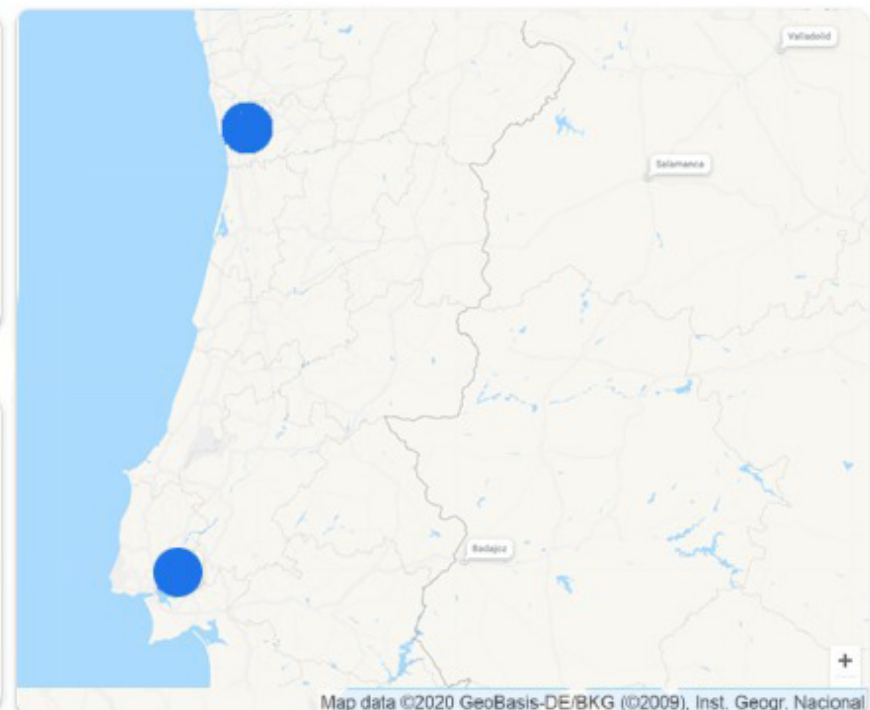 Valladolid
Salamanca
Badajoz
+
Map data ©2020 GeoBasis-DE/BKG (©2009), Inst. Geogr. Nacional